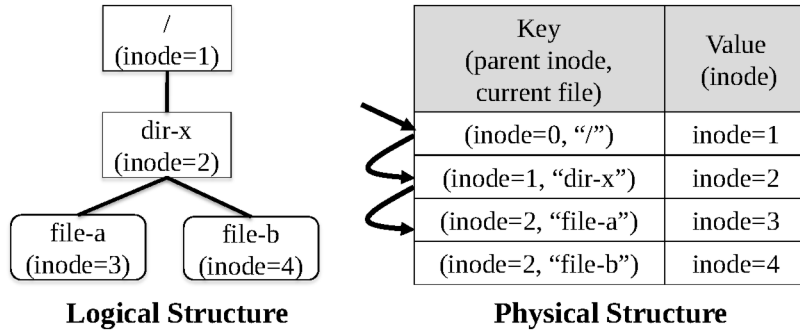 /
(inode=1)
dir-x
(inode=2)
file-a
(inode=3)
file-b
(inode=4)
Logical Structure
Key
(parent inode,
current file)
Value
(inode)
(inode=0, “/”)
inode=1
(inode=1, “dir-x”)
inode=2
(inode=2, “file-a”)
inode=3
(inode=2, “file-b”)
inode=4
Physical Structure